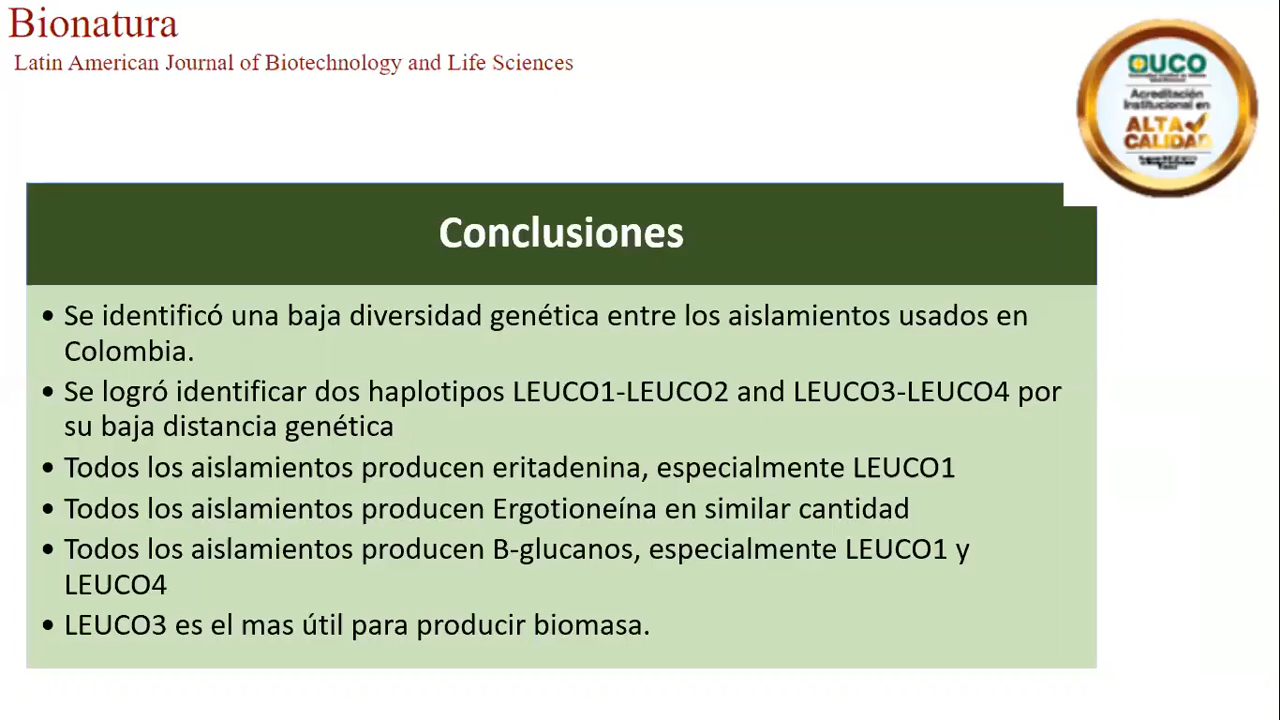 Bionatura
Latin American Journal of Biotechnology and Life Sciences
UCO
Acreditación
Institucional en
ALTA
CALIDAD
Conclusiones
• Se identificó una baja diversidad genética entre los aislamientos usados en
Colombia.
• Se logró identificar dos haplotipos LEUCO1-LEUCO2 and LEUCO3-LEUCO4 por
su baja distancia genética
• Todos los aislamientos producen eritadenina, especialmente LEUCO1
• Todos los aislamientos producen Ergotioneína en similar cantidad
• Todos los aislamientos producen B-glucanos, especialmente LEUCO1 y
LEUCO4
• LEUCO3 es el mas útil para producir biomasa.